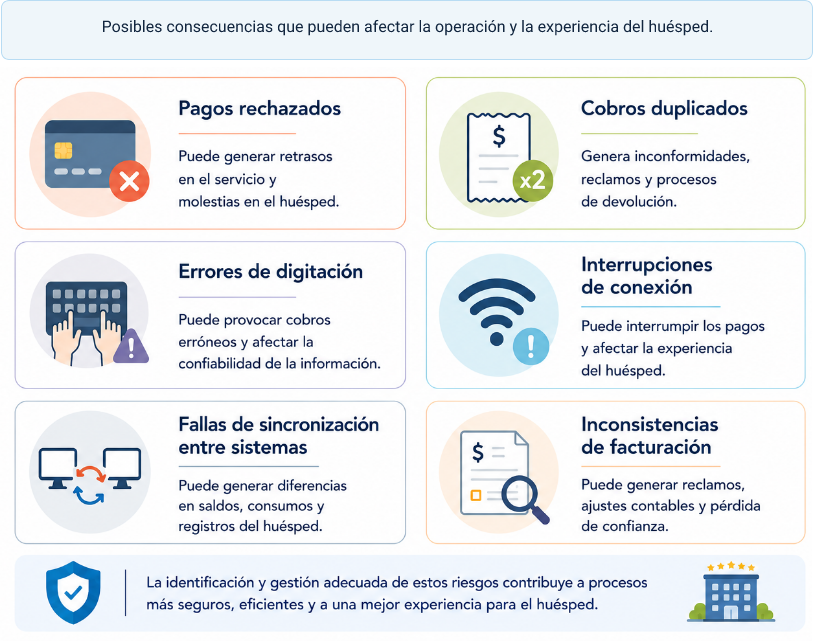 Posibles consecuencias que pueden afectar la operación y la experiencia del huésped.
Pagos rechazados
Puede generar retrasos
en el servicio y
molestias en el huésped.
$
x2
Cobros duplicados
Genera inconformidades,
reclamos y procesos
de devolución.
!
Errores de digitación
Puede provocar cobros
erróneos y afectar la
confiabilidad de la información.
!
Interrupciones
de conexión
Puede interrumpir los pagos
y afectar la experiencia
del huésped.
Fallas de sincronización
entre sistemas
Puede generar diferencias
en saldos, consumos y
registros del huésped.
$
Inconsistencias
de facturación
Puede generar reclamos,
ajustes contables y pérdida
de confianza.
La identificación y gestión adecuada de estos riesgos contribuye a procesos
más seguros, eficientes y a una mejor experiencia para el huésped.